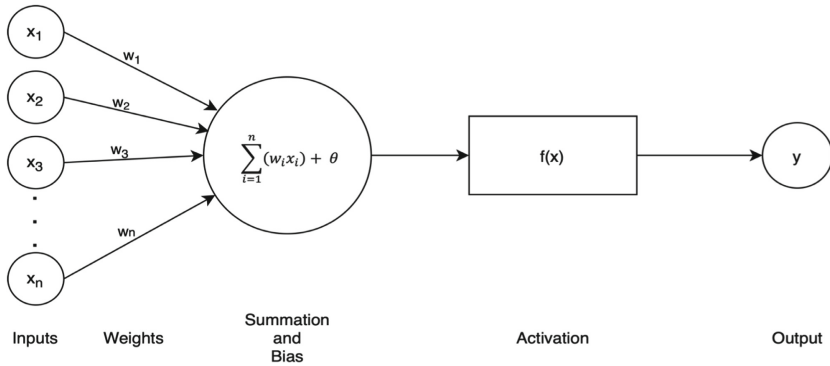 x1
w1
x2
w2
x3
w3
n
∑(wixi) + θ
i=1
f(x)
y
wn
xn
Inputs
Weights
Summation
and
Bias
Activation
Output